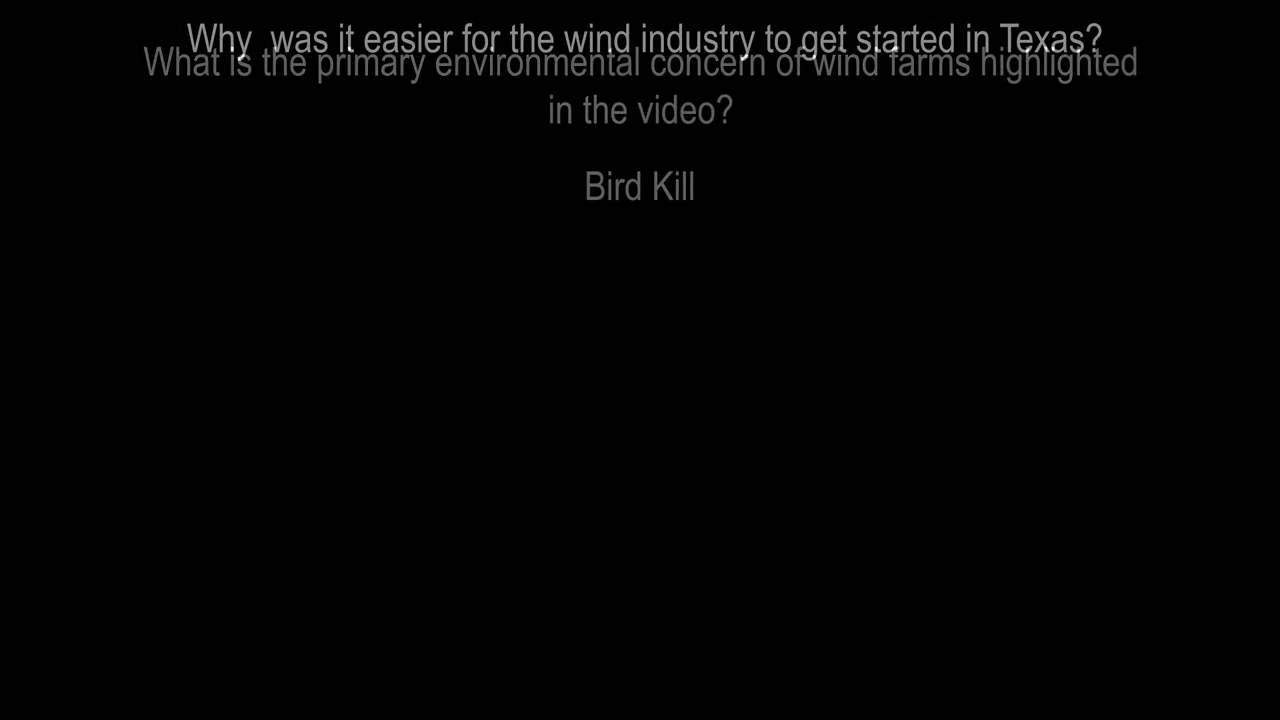 Why  was it easier for the wind industry to get started in Texas?
What is the primary environmental concern of wind farms highlighted
in the video?
Bird Kill